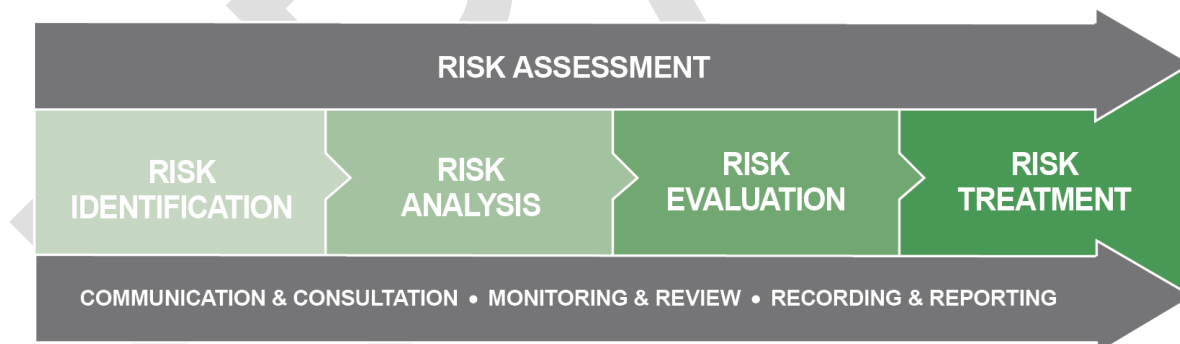 RISK ASSESSMENT
RISK
IDENTIFICATION
RISK
ANALYSIS
RISK
EVALUATION
RISK
TREATMENT
COMMUNICATION & CONSULTATION • MONITORING & REVIEW • RECORDING & REPORTING